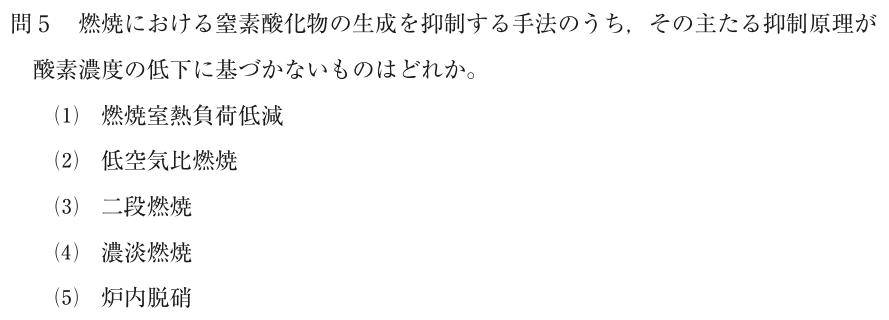 問５　燃焼における窒素酸化物の生成を抑制する手法のうち，その主たる抑制原理が
酸素濃度の低下に基づかないものはどれか。
(1)　燃焼室熱負荷低減
(2)　低空気比燃焼
(3)　二段燃焼
(4)　濃淡燃焼
(5)　炉内脱硝